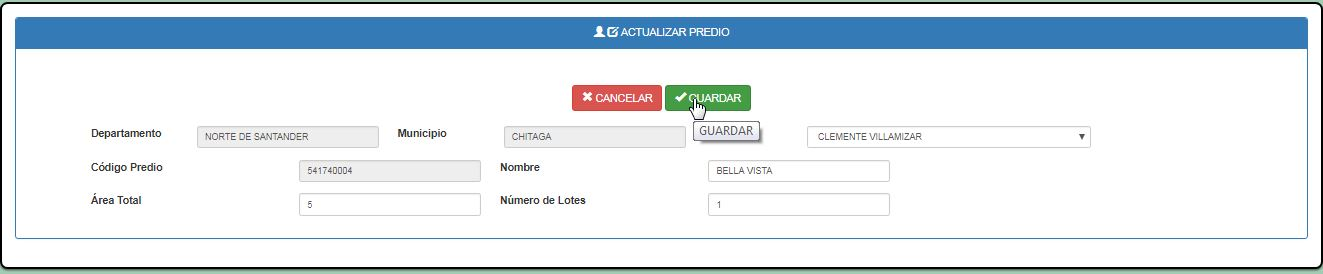 ACTUALIZAR PREDIO
CANCELAR GUARDAR
GUARDAR
Departamento NORTE DE SANTANDER Municipio CHITAGA CLEMENTE VILLAMIZAR
Código Predio 541740004 Nombre BELLA VISTA
Área Total 5 Número de Lotes 1